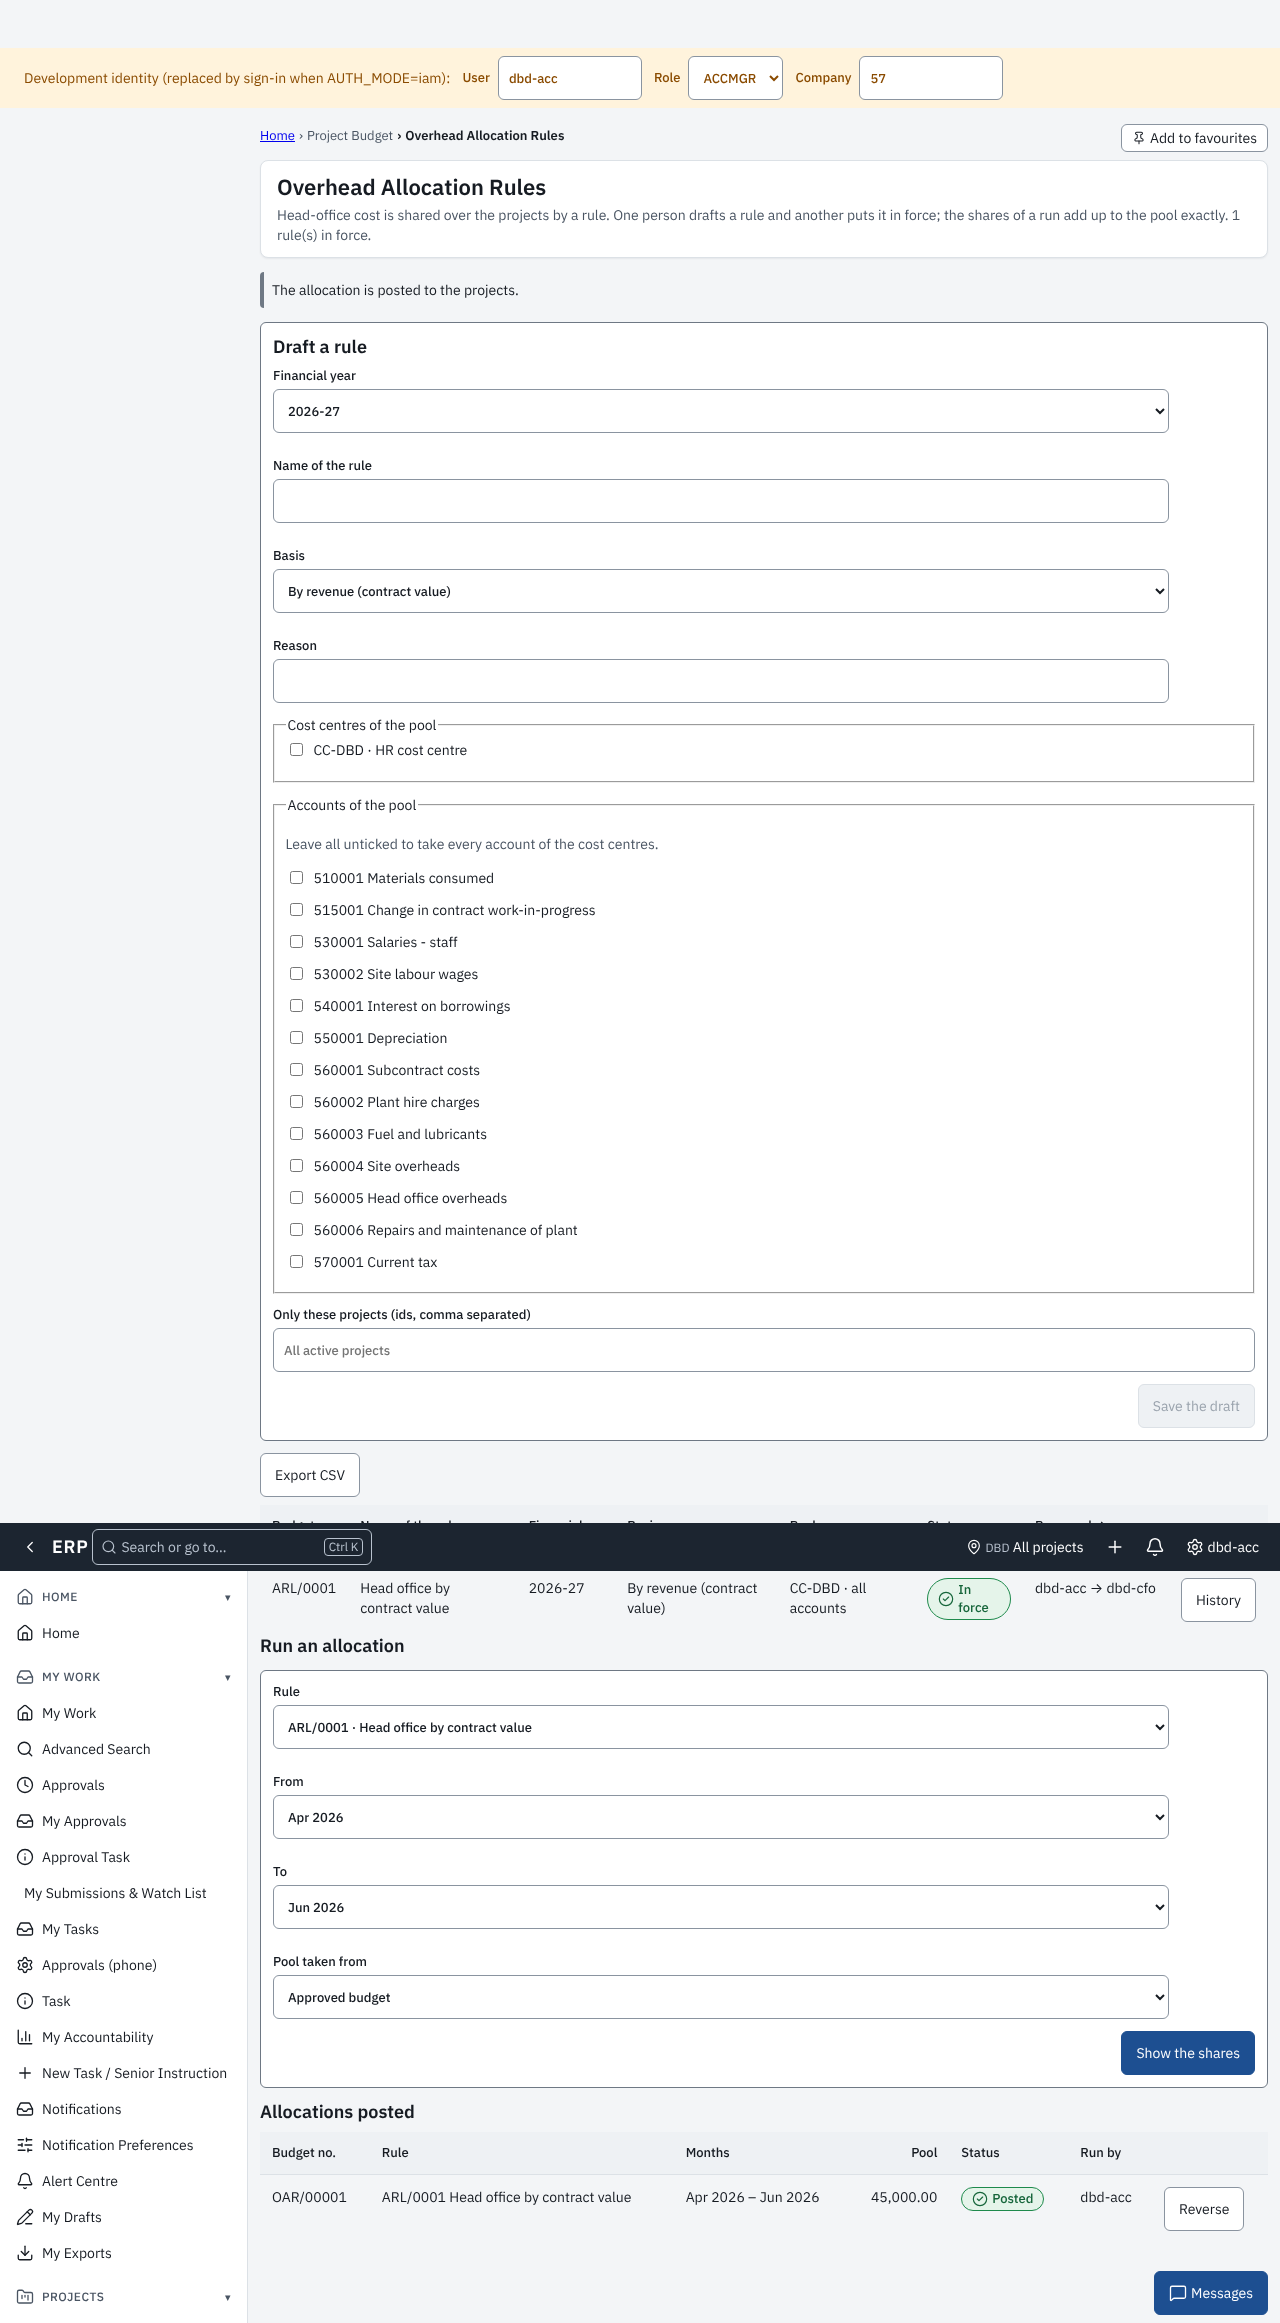 Development identity (replaced by sign-in when AUTH_MODE=iam): User dbd-acc Role ACCMGR Company 57
Home › Project Budget › Overhead Allocation Rules
Add to favourites
Overhead Allocation Rules
Head-office cost is shared over the projects by a rule. One person drafts a rule and another puts it in force; the shares of a run add up to the pool exactly. 1
rule(s) in force.
The allocation is posted to the projects.
Draft a rule
Financial year
2026-27
Name of the rule
Basis
By revenue (contract value)
Reason
Cost centres of the pool
CC-DBD · HR cost centre
Accounts of the pool
Leave all unticked to take every account of the cost centres.
510001 Materials consumed
515001 Change in contract work-in-progress
530001 Salaries - staff
530002 Site labour wages
540001 Interest on borrowings
550001 Depreciation
560001 Subcontract costs
560002 Plant hire charges
560003 Fuel and lubricants
560004 Site overheads
560005 Head office overheads
560006 Repairs and maintenance of plant
570001 Current tax
Only these projects (ids, comma separated)
All active projects
Save the draft
Export CSV
ERP
Search or go to...
Ctrl K
DBD All projects
dbd-acc
HOME
Home
MY WORK
My Work
Advanced Search
Approvals
My Approvals
Approval Task
My Submissions & Watch List
My Tasks
Approvals (phone)
Task
My Accountability
New Task / Senior Instruction
Notifications
Notification Preferences
Alert Centre
My Drafts
My Exports
PROJECTS
ARL/0001 Head office by contract value 2026-27 By revenue (contract value) CC-DBD · all accounts In force dbd-acc → dbd-cfo History
Run an allocation
Rule
ARL/0001 · Head office by contract value
From
Apr 2026
To
Jun 2026
Pool taken from
Approved budget
Show the shares
Allocations posted
Budget no. Rule Months Pool Status Run by
OAR/00001 ARL/0001 Head office by contract value Apr 2026 – Jun 2026 45,000.00 Posted dbd-acc Reverse
Messages